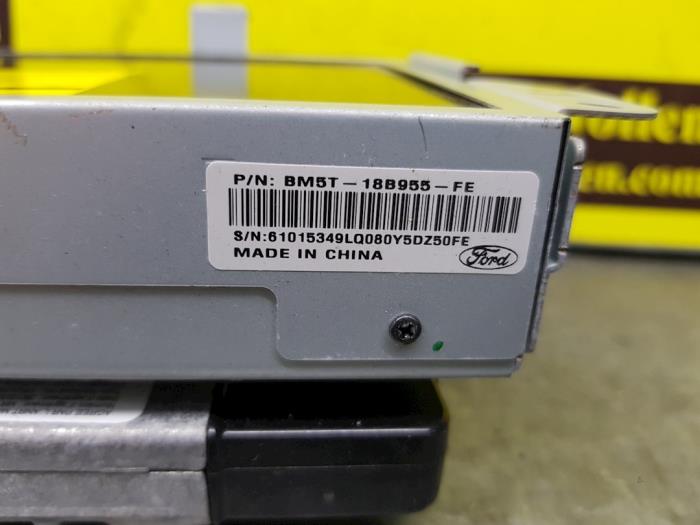 P/N: BM5T-18B955-FE
S/N:61015349LQ080Y5DZ50FE
MADE IN CHINA
Ford